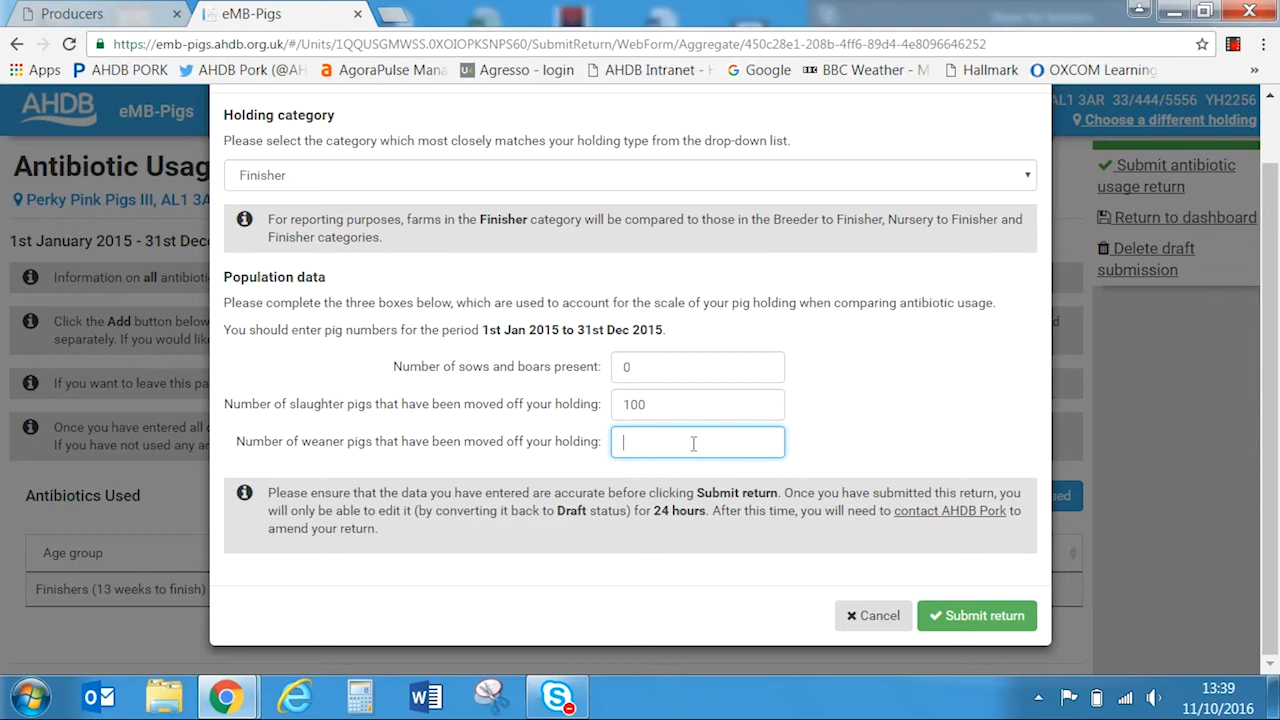 Producers
eMB-Pigs
https://emb-pigs.ahdb.org.uk/#/Units/1QQUSGMWSS.0XOIOPKSNPS60/SubmitReturn/WebForm/Aggregate/450c28e1-208b-4ff6-89d4-4e8096646252
Apps AHDB PORK AHDB Pork (@AH AgoraPulse Mana Agresso - login AHDB Intranet - H Google BBC Weather - M Hallmark OXCOM Learning »
AHDB eMB-Pigs
AL1 3AR 33/444/5556 YH2256
Choose a different holding
Antibiotic Usag
Perky Pink Pigs III, AL1 3A
1st January 2015 - 31st Dec
Information on all antibioti
Click the Add button below
separately. If you would like
If you want to leave this pa
Once you have entered all
If you have not used any a
Antibiotics Used
Age group
Finishers (13 weeks to finish)
Holding category
Please select the category which most closely matches your holding type from the drop-down list.
Finisher
For reporting purposes, farms in the Finisher category will be compared to those in the Breeder to Finisher, Nursery to Finisher and
Finisher categories.
Population data
Please complete the three boxes below, which are used to account for the scale of your pig holding when comparing antibiotic usage.
You should enter pig numbers for the period 1st Jan 2015 to 31st Dec 2015.
Number of sows and boars present: 0
Number of slaughter pigs that have been moved off your holding: 100
Number of weaner pigs that have been moved off your holding:
Please ensure that the data you have entered are accurate before clicking Submit return. Once you have submitted this return, you
will only be able to edit it (by converting it back to Draft status) for 24 hours. After this time, you will need to contact AHDB Pork to
amend your return.
Cancel Submit return
Submit antibiotic
usage return
Return to dashboard
Delete draft
submission
sed
13:39
11/10/2016